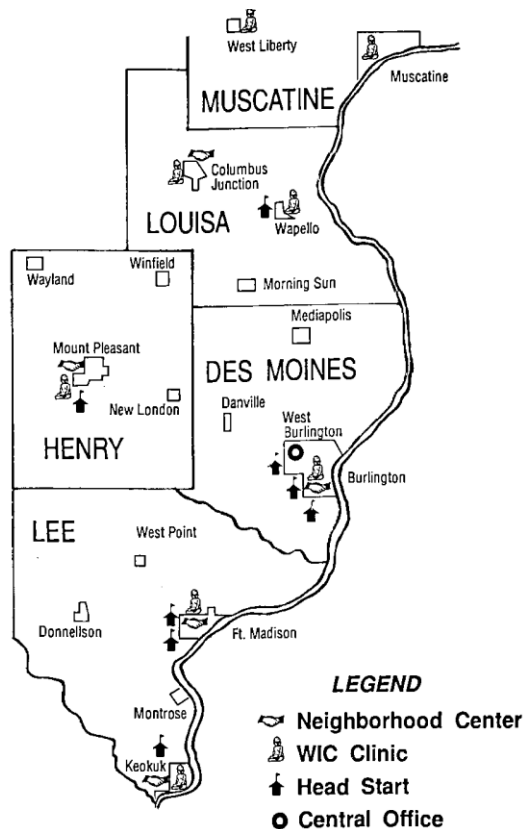 West Liberty
Muscatine
MUSCATINE
Columbus
Junction
LOUISA
Wapello
Wayland
Winfield
Morning Sun
Mediapolis
Mount Pleasant
DES MOINES
Danville
New London
West
Burlington
HENRY
Burlington
LEE
West Point
Donnellson
Ft. Madison
Montrose
Keokuk
LEGEND
Neighborhood Center
WIC Clinic
Head Start
Central Office